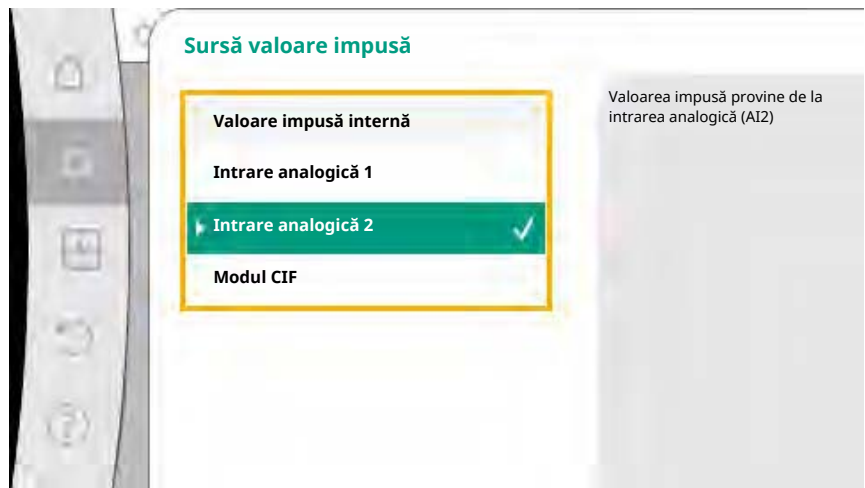 Sursă valoare impusă
Valoare impusă internă
Intrare analogică 1
Intrare analogică 2
Modul CIF
Valoarea impusă provine de la
intrarea analogică (AI2)